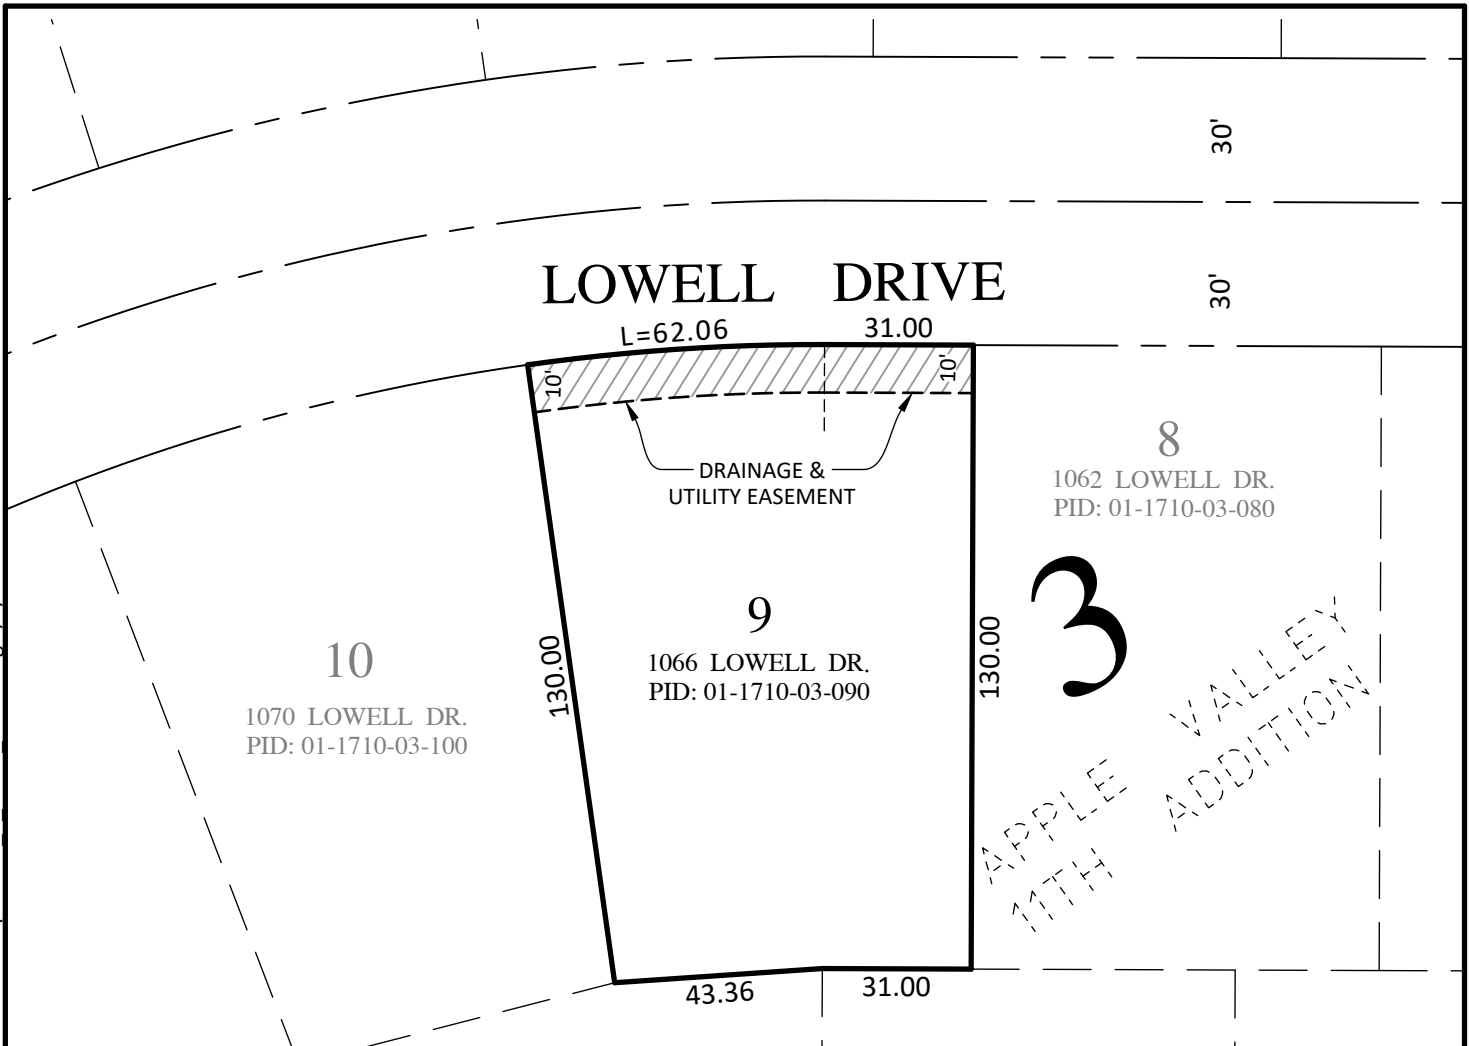 30'
LOWELL DRIVE
30'
L=62.06
31.00
10'
10'
DRAINAGE &
UTILITY EASEMENT
8
1062 LOWELL DR.
PID: 01-1710-03-080
3
9
1066 LOWELL DR.
PID: 01-1710-03-090
10
1070 LOWELL DR.
PID: 01-1710-03-100
130.00
130.00
APPLE VALLEY
11TH ADDITION
43.36
31.00